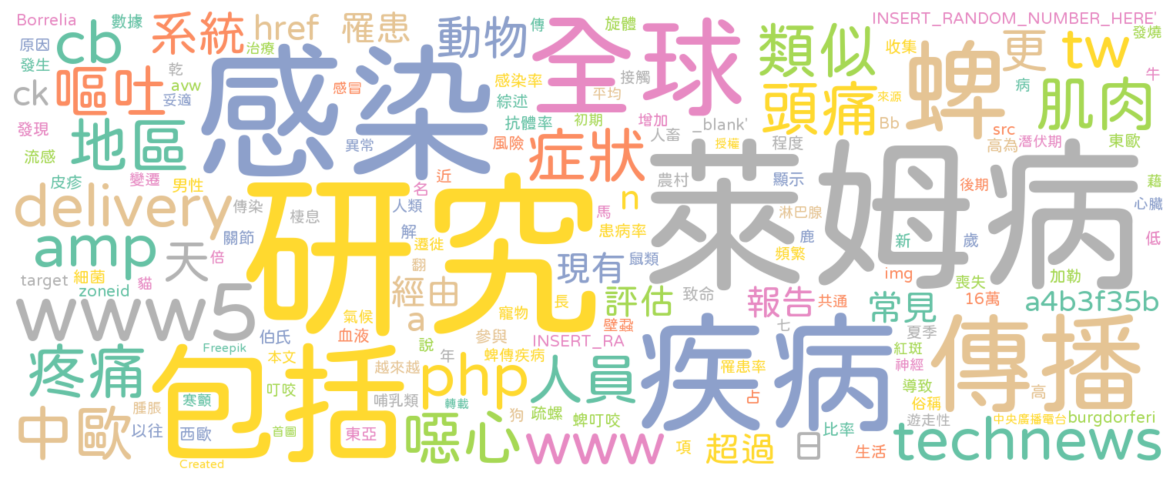 Borrelia
數據
系統
href
罹患
動物
傳
旋體
INSERT_RANDOM_NUMBER_HERE'
發燒
原因
cb
治療
感染
全球
類似
收集
更
tw
發生
嘔吐
乾
avw
感冒
感染率
接觸
平均
頭痛
蜱
病
牛
ck
妥適
綜述
來源
肌肉
發現
地區
抗體率
初期
增加
_blank'
Bb
src
異常
風險
人畜
授權
程度
高為
潛伏期
東歐
流感
症狀
皮疹
變遷
男性
近
名
萊姆病
農村
顯示
後期
藉
delivery
傳染
棲息
研究
人類
n
馬
淋巴腺
心臟
amp
關節
解
遷徙
患病率
鹿
新
歲
低
天
倍
翻
現有
鼠類
頻繁
target
細菌
貓
img
喪失
加勒
zoneid
經由
寵物
長
評估
致命
報告
共通
常見
16萬
a4b3f35b
www5
氣候
a
壁蝨
七
Freepik
伯氏
血液
參與
INSERT_RA
疾病
夏季
傳播
疼痛
本文
說
年
越來越
蜱傳疾病
紅斑
神經
包括
叮咬
php
人員
罹患率
導致
高
腫脹
寒顫
哺乳類
轉載
占
俗稱
中歐
以往
西歐
首圖
東亞
噁心
狗
疏螺
蜱叮咬
遊走性
中央廣播電台
burgdorferi
www
項
超過
日
比率
生活
technews
Created